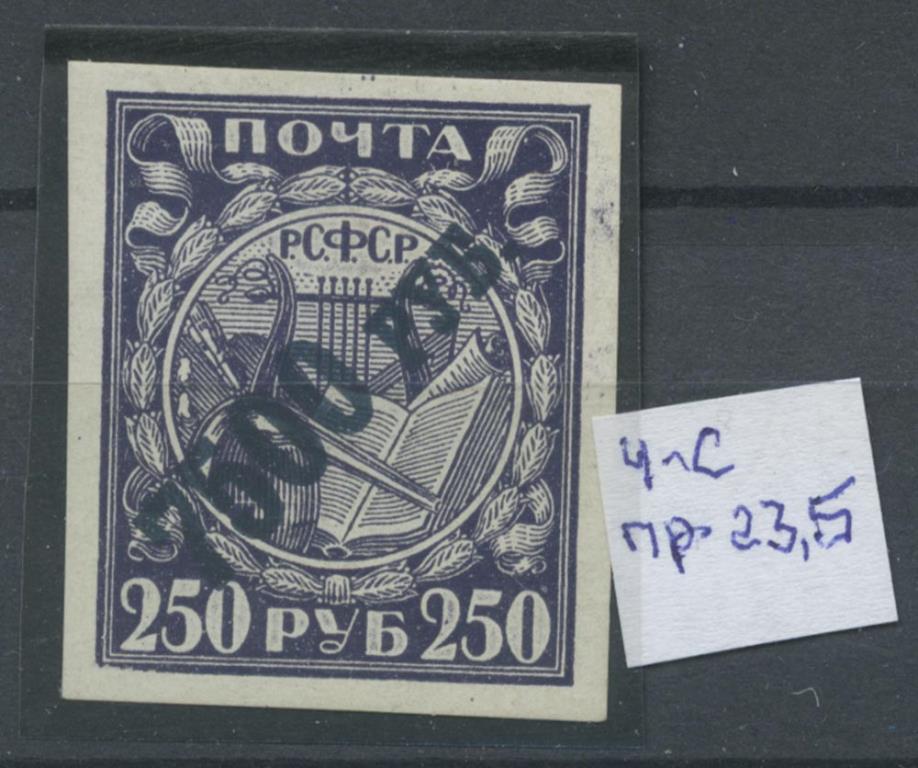 ПОЧТА
Р.С.Ф.С.Р.
7500 РУБ.
250 РУБ 250
ч-с
пр. 23,5